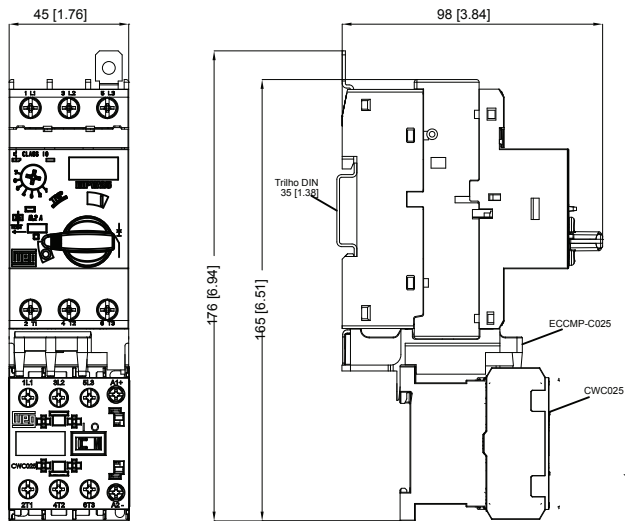 45 [1.76]
98 [3.84]
1 L1 3 L2 5 L3
CLASS 10
Trilho DIN
35 [1.38]
176 [6.94]
165 [6.51]
2 T1 4 T2 6 T3
ECCMP-C025
1L1 3L2 5L3 A1+
CWC025
CWC025
2T1 4T2 6T3 A2-